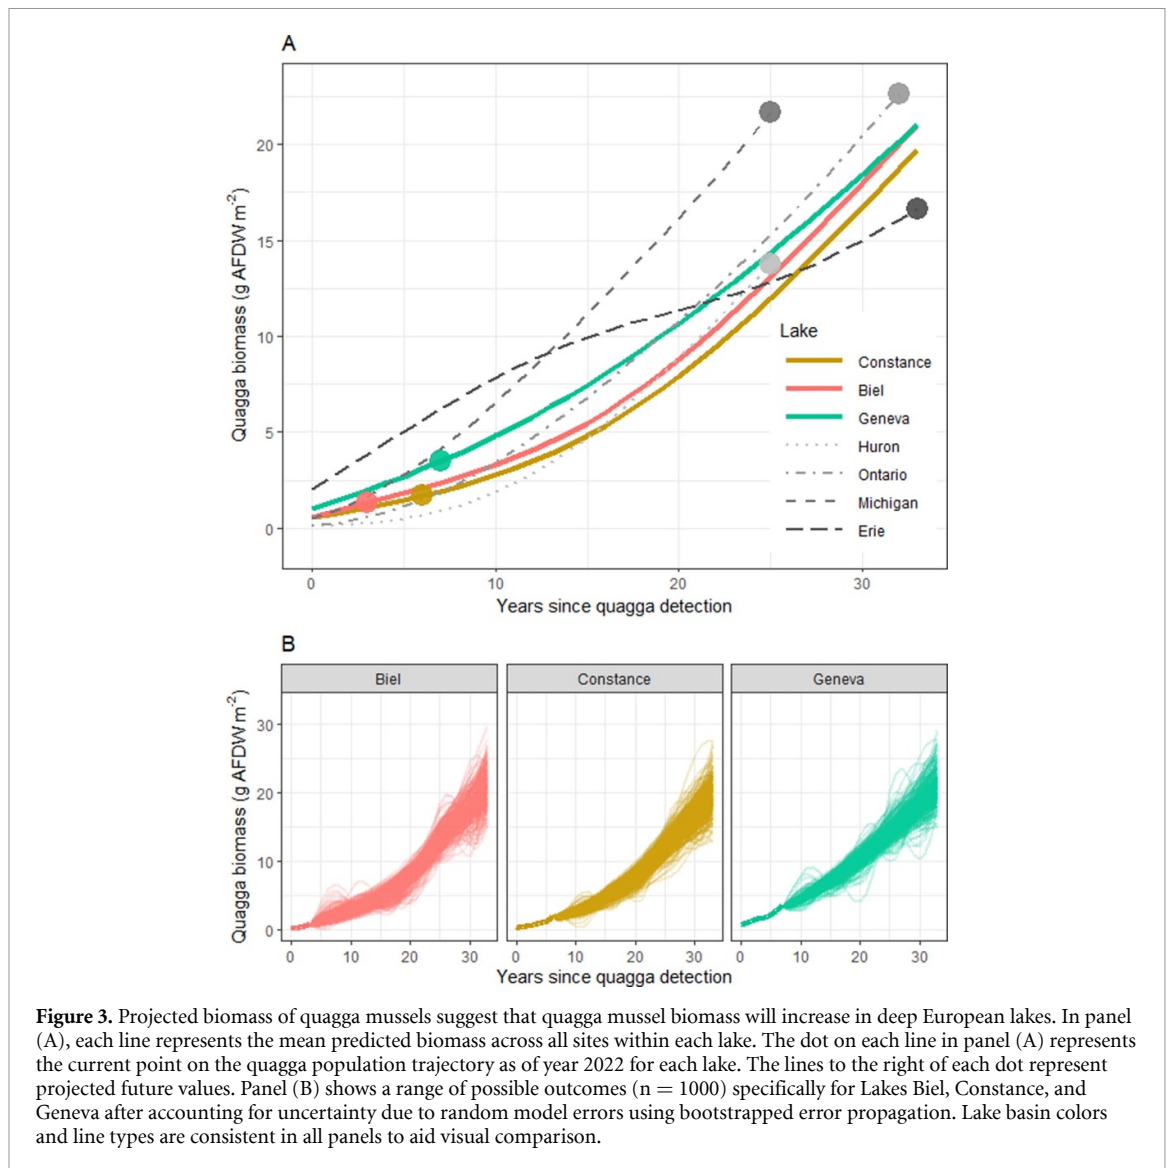 A
Quagga biomass (g AFDW m-2)
20
15
10
5
0
Lake
Constance
Biel
Geneva
Huron
Ontario
Michigan
Erie
0 10 20 30
Years since quagga detection
B
Biel Constance Geneva
Quagga biomass (g AFDW m-2)
30
20
10
0
0 10 20 30 0 10 20 30 0 10 20 30
Years since quagga detection
Figure 3. Projected biomass of quagga mussels suggest that quagga mussel biomass will increase in deep European lakes. In panel
(A), each line represents the mean predicted biomass across all sites within each lake. The dot on each line in panel (A) represents
the current point on the quagga population trajectory as of year 2022 for each lake. The lines to the right of each dot represent
projected future values. Panel (B) shows a range of possible outcomes (n = 1000) specifically for Lakes Biel, Constance, and
Geneva after accounting for uncertainty due to random model errors using bootstrapped error propagation. Lake basin colors
and line types are consistent in all panels to aid visual comparison.